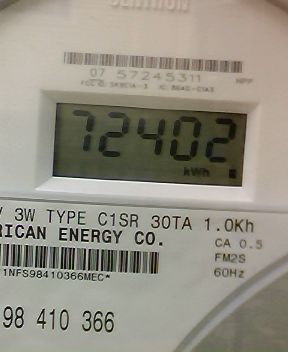 CENTRON
07 57245311
72402
kWh
V 3W TYPE C1SR 30TA 1.0Kh
RICAN ENERGY CO.
CA 0.5
FM2S
60Hz
1NFS98410366MEC*
98 410 366